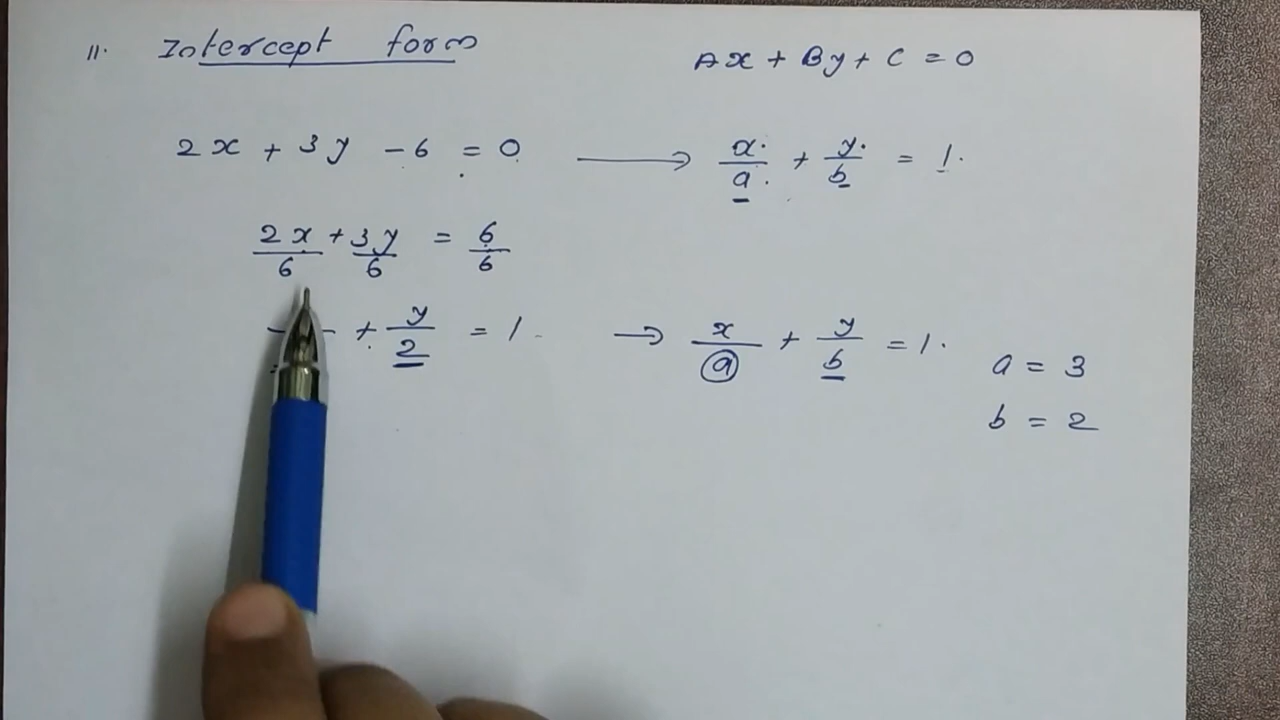 11. Intercept form Ax + By + C = 0
2x + 3y - 6 = 0 → x/a + y/b = 1.
2x/6 + 3y/6 = 6/6
+ y/2 = 1 → x/a + y/b = 1.
a = 3
b = 2